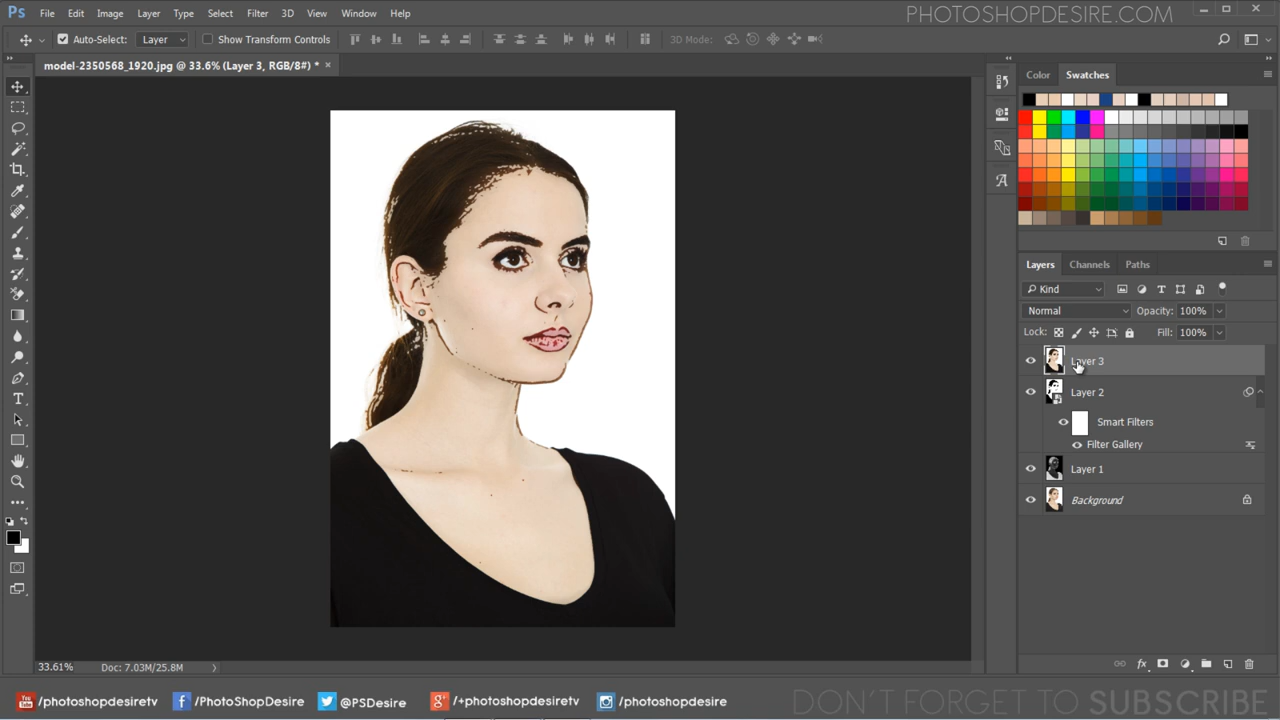 Ps File Edit Image Layer Type Select Filter 3D View Window Help
PHOTOSHOPDESIRE.COM
Auto-Select: Layer Show Transform Controls 3D Mode:
model-2350568_1920.jpg @ 33.6% (Layer 3, RGB/8#) * ×
Color Swatches
Layers Channels Paths
Kind
Normal Opacity: 100%
Lock: Fill: 100%
Layer 3
Layer 2
Smart Filters
Filter Gallery
Layer 1
Background
33.61% Doc: 7.03M/25.8M
You Tube /photoshopdesiretv /PhotoShopDesire @PSDesire g+ /+photoshopdesiretv /photoshopdesire
DON'T FORGET TO SUBSCRIBE